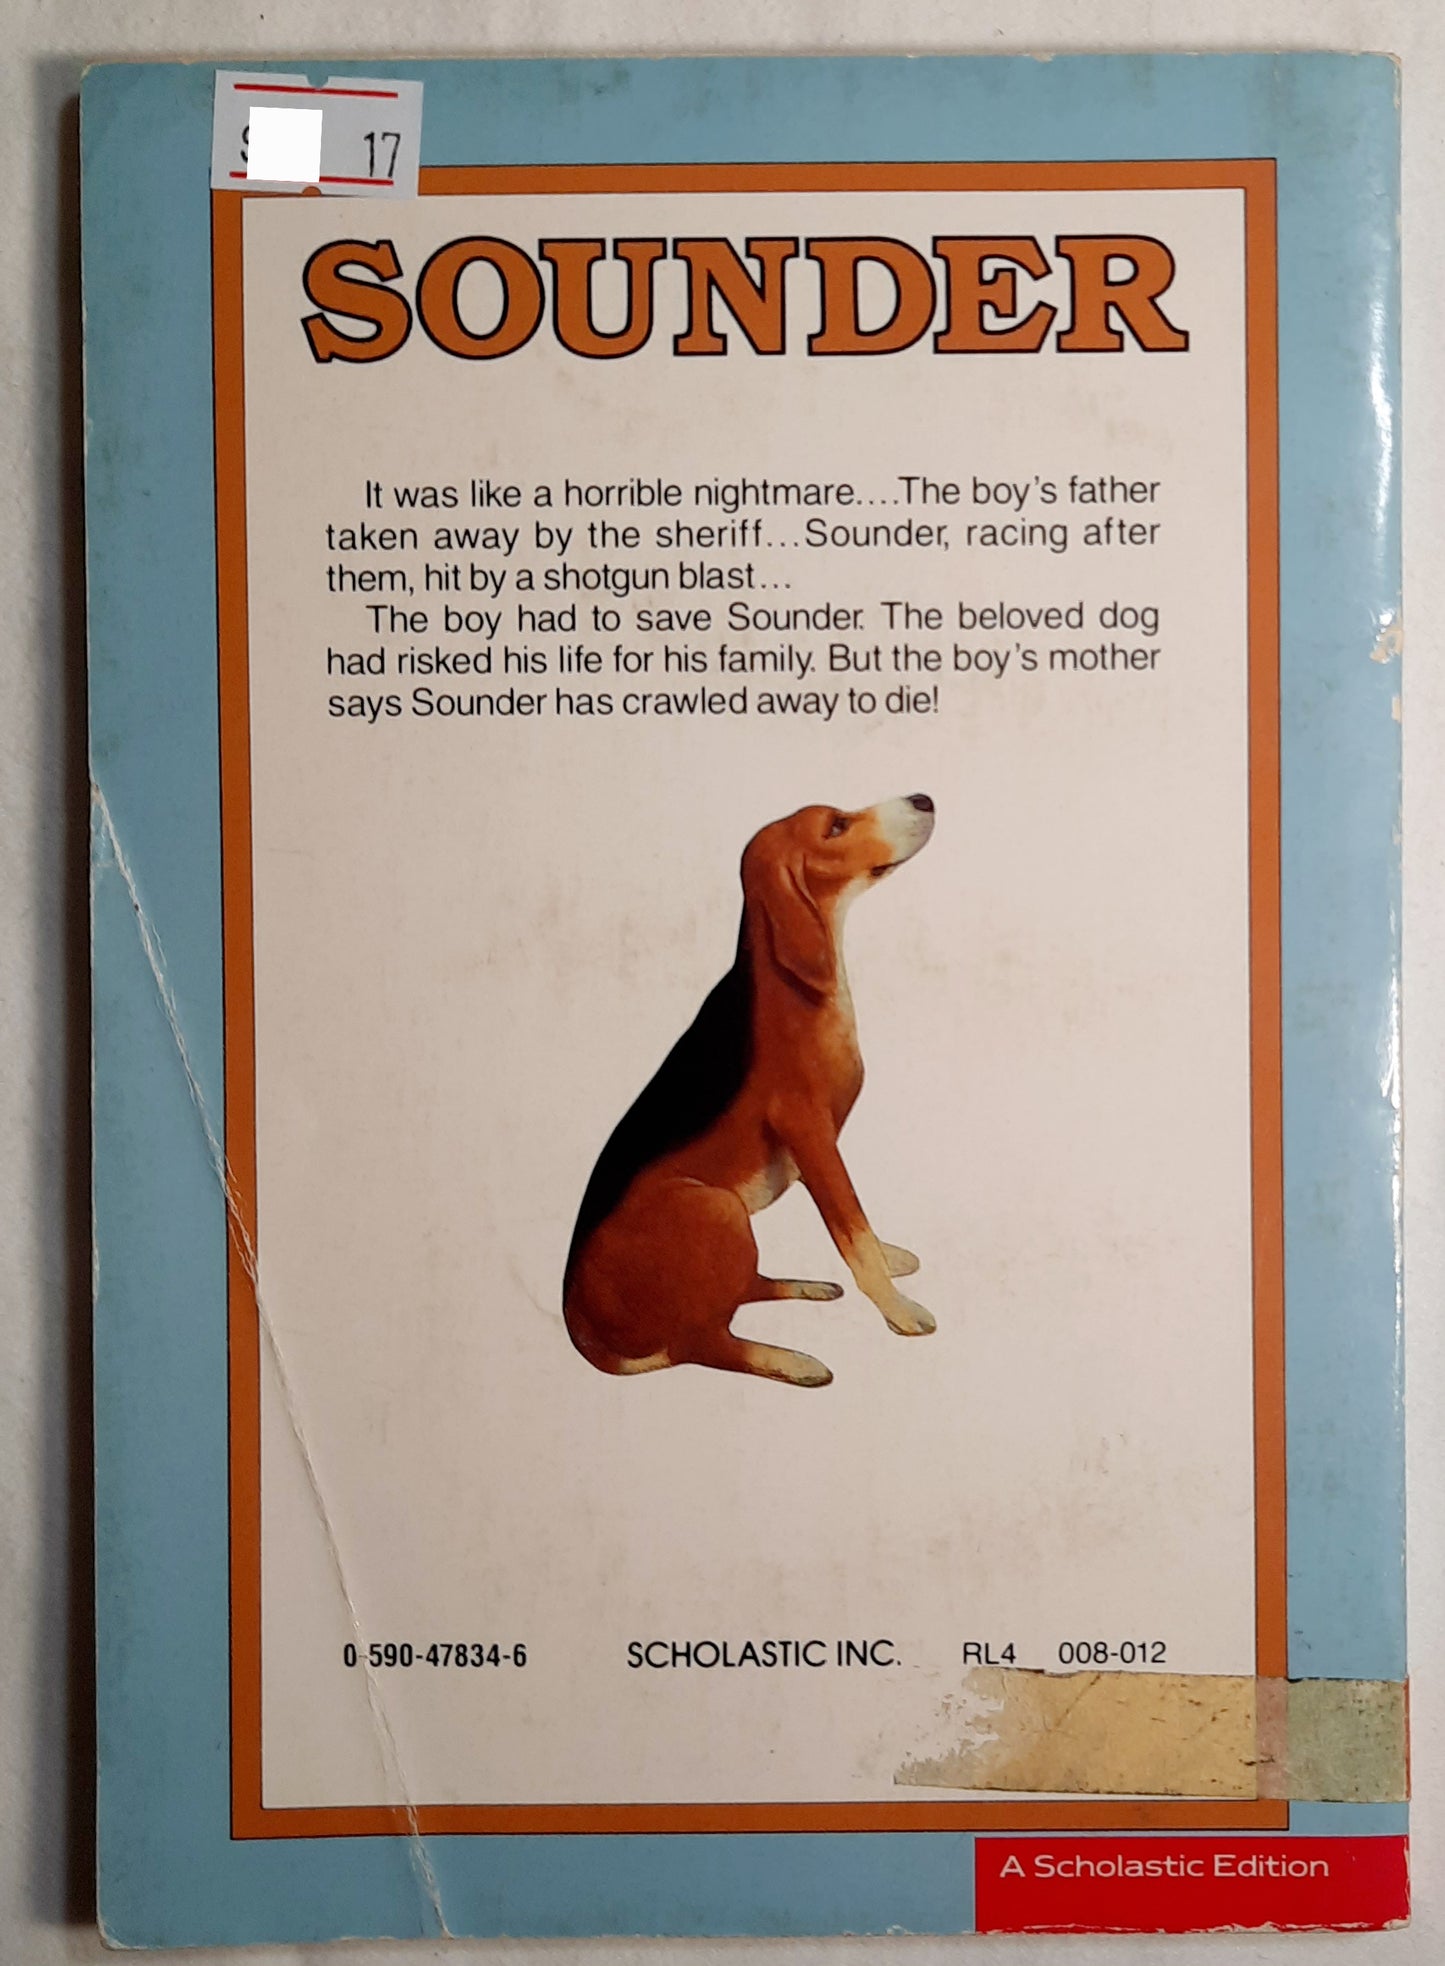 17
SOUNDER
It was like a horrible nightmare....The boy's father
taken away by the sheriff...Sounder, racing after
them, hit by a shotgun blast...
The boy had to save Sounder. The beloved dog
had risked his life for his family. But the boy's mother
says Sounder has crawled away to die!
0-590-47834-6 SCHOLASTIC INC. RL4 008-012
A Scholastic Edition